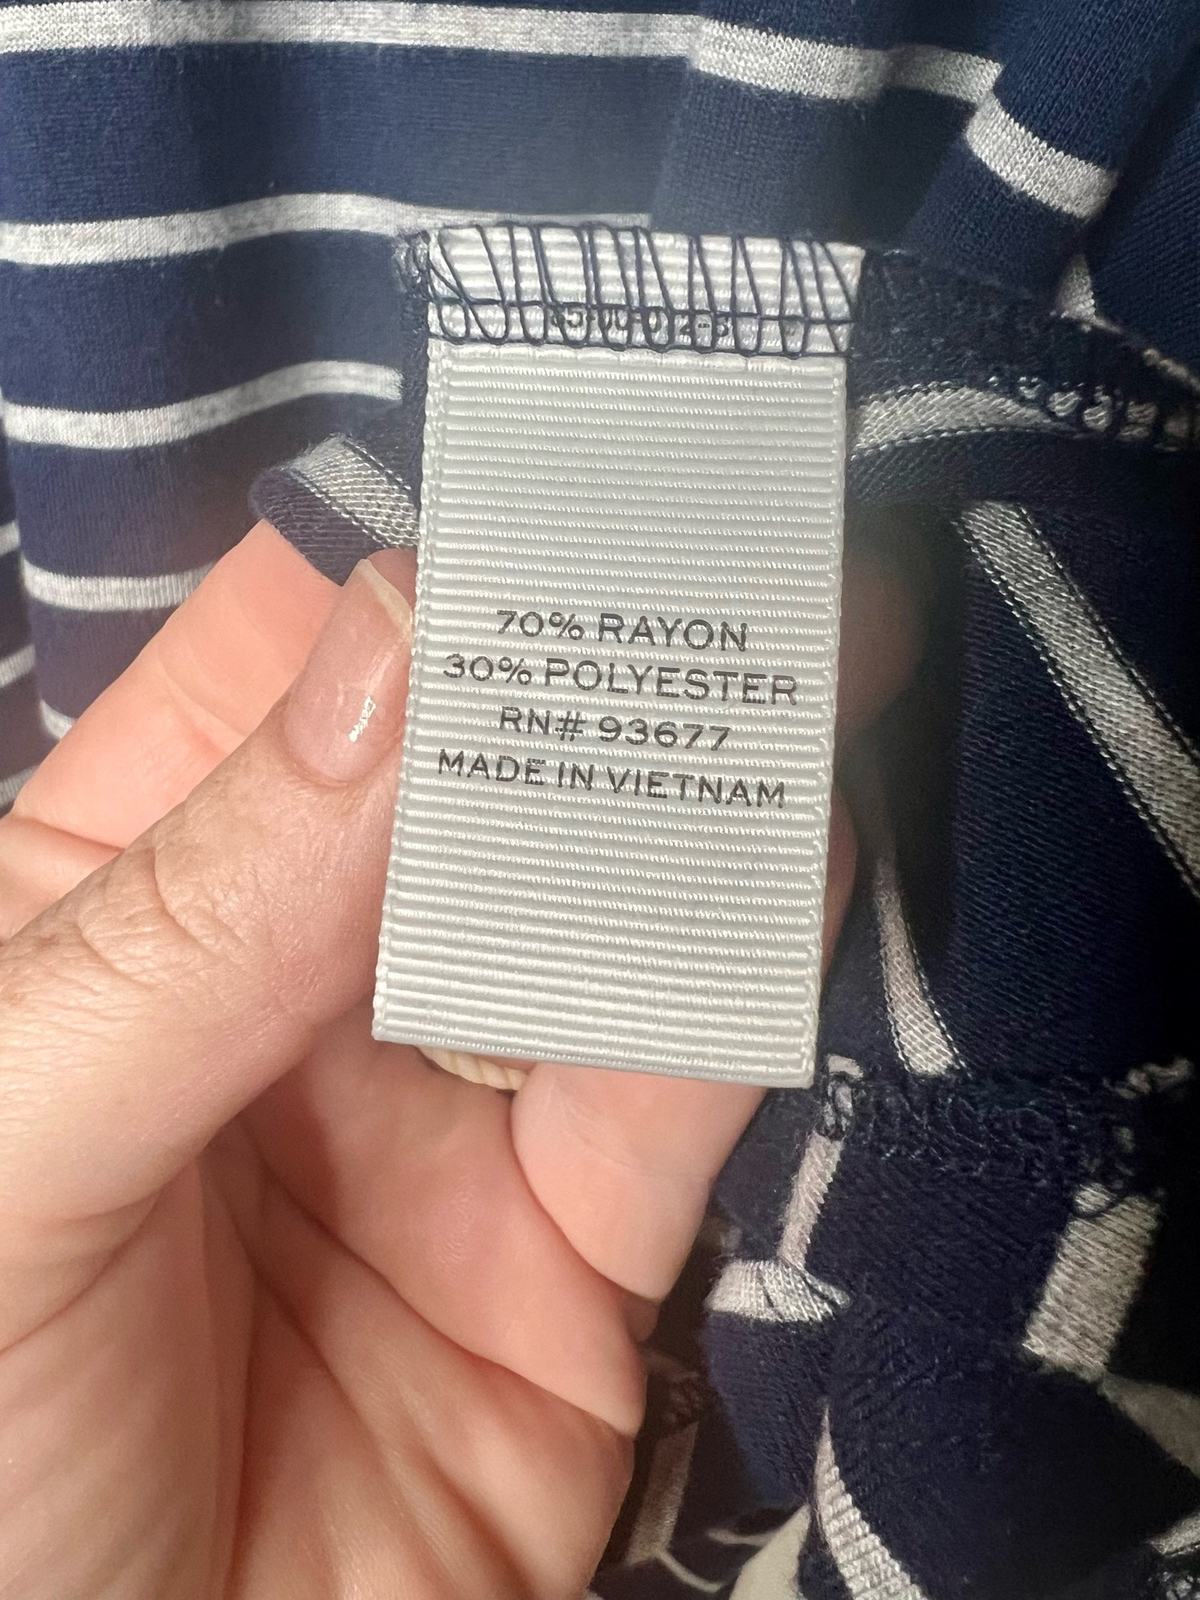 70% RAYON
30% POLYESTER
RN# 93677
MADE IN VIETNAM